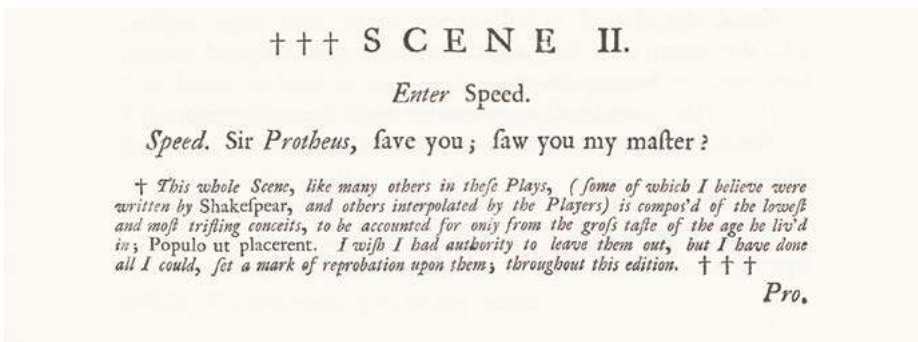 ††† SCENE II.
Enter Speed.
Speed. Sir Protheus, ſave you; ſaw you my maſter?
† This whole Scene, like many others in theſe Plays, (ſome of which I believe were
written by Shakeſpear, and others interpolated by the Players) is compos'd of the loweſt
and moſt trifling conceits, to be accounted for only from the groſs taſte of the age he liv'd
in; Populo ut placerent. I wiſh I had authority to leave them out, but I have done
all I could, ſet a mark of reprobation upon them; throughout this edition. †††
Pro.